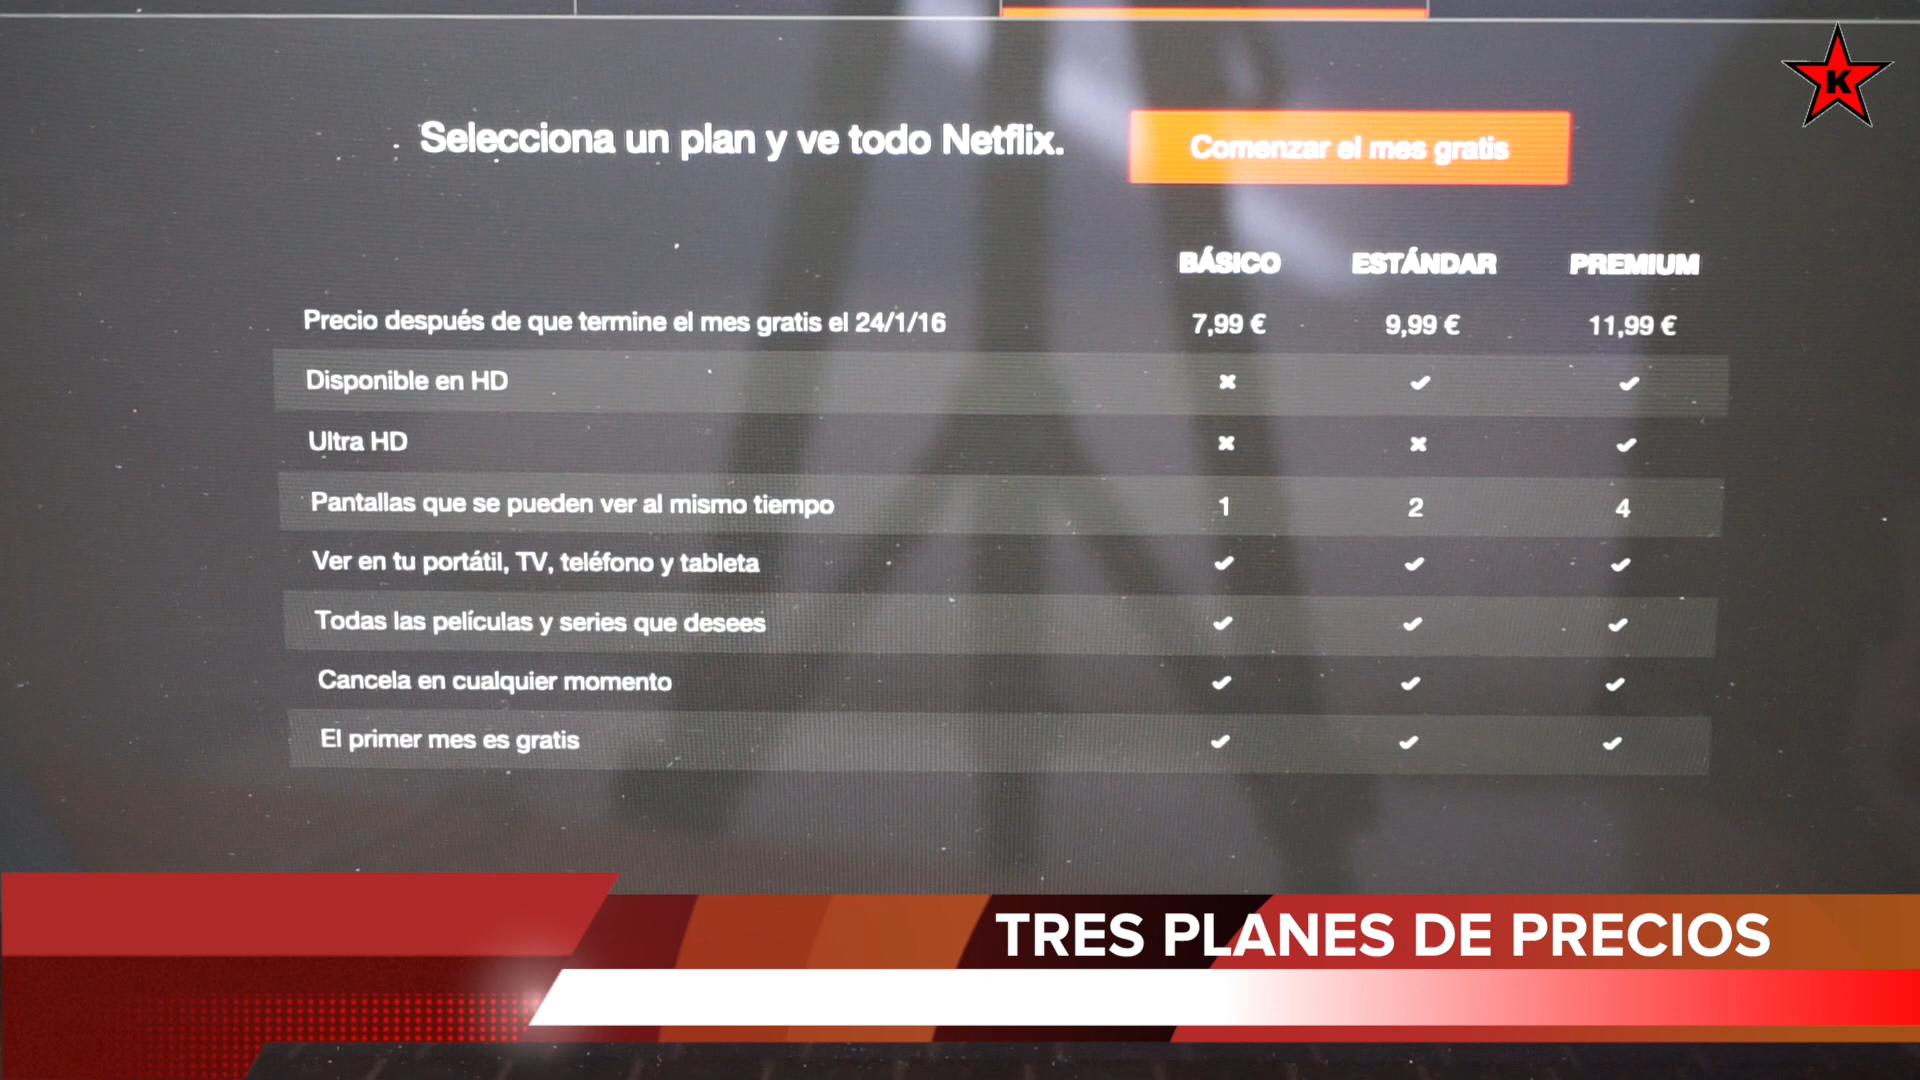 K
Selecciona un plan y ve todo Netflix.
Comenzar el mes gratis
BÁSICO ESTÁNDAR PREMIUM
Precio después de que termine el mes gratis el 24/1/16 7,99 € 9,99 € 11,99 €
Disponible en HD ✖ ✔ ✔
Ultra HD ✖ ✖ ✔
Pantallas que se pueden ver al mismo tiempo 1 2 4
Ver en tu portátil, TV, teléfono y tableta ✔ ✔ ✔
Todas las películas y series que desees ✔ ✔ ✔
Cancela en cualquier momento ✔ ✔ ✔
El primer mes es gratis ✔ ✔ ✔
TRES PLANES DE PRECIOS